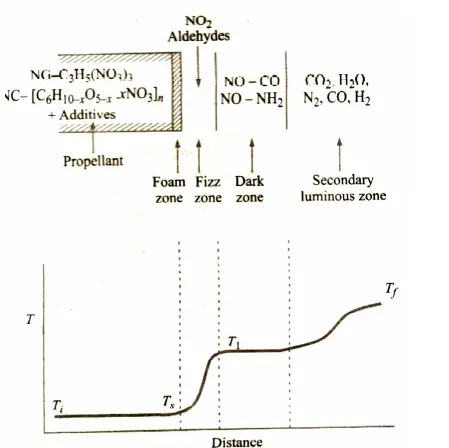 NO₂
Aldehydes
NG–C₃H₅(NO₃)₃
NC– [C₆H₁₀₋ₓO₅₋ₓ xNO₃]ₙ
+ Additives
NO – CO
NO – NH₂
CO₂, H₂O,
N₂, CO, H₂
Propellant
Foam zone
Fizz zone
Dark zone
Secondary luminous zone
T
Tᵢ
Tₛ
T₁
T_f
Distance